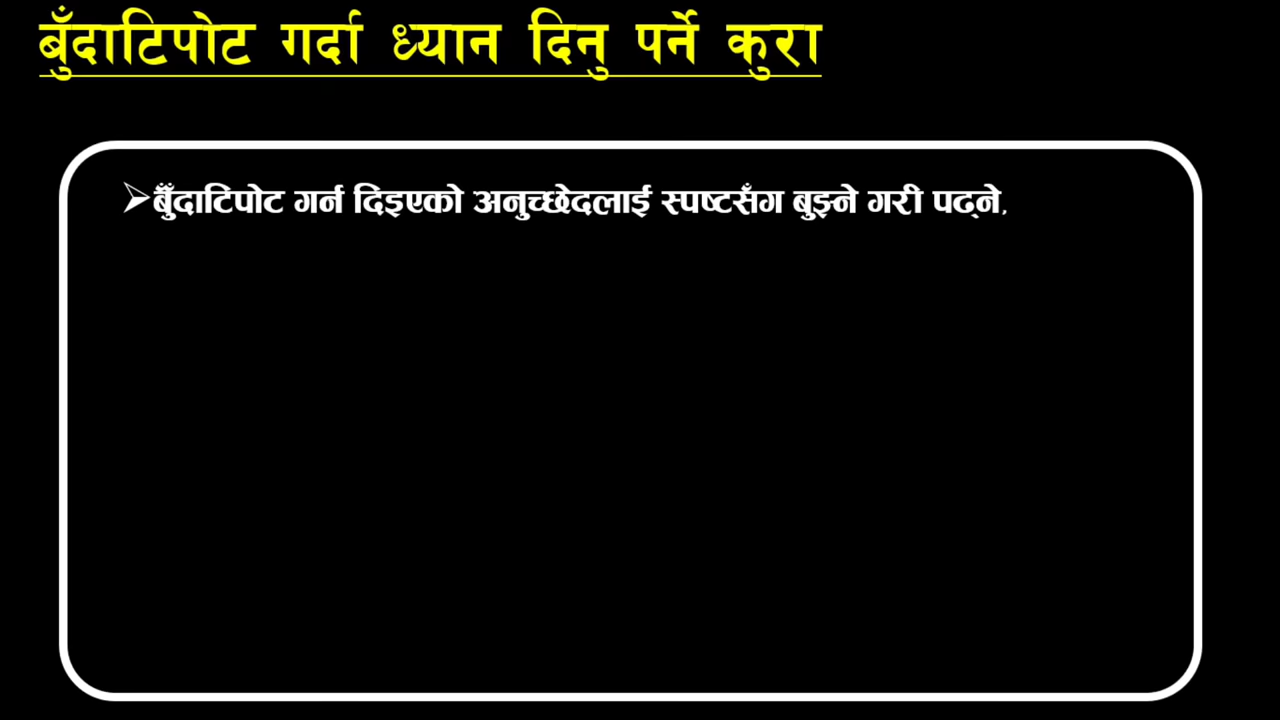 बुँदाटिपोट गर्दा ध्यान दिनु पर्ने कुरा
➢बुँदाटिपोट गर्न दिइएको अनुच्छेदलाई स्पष्टसँग बुझ्ने गरी पढ्ने,